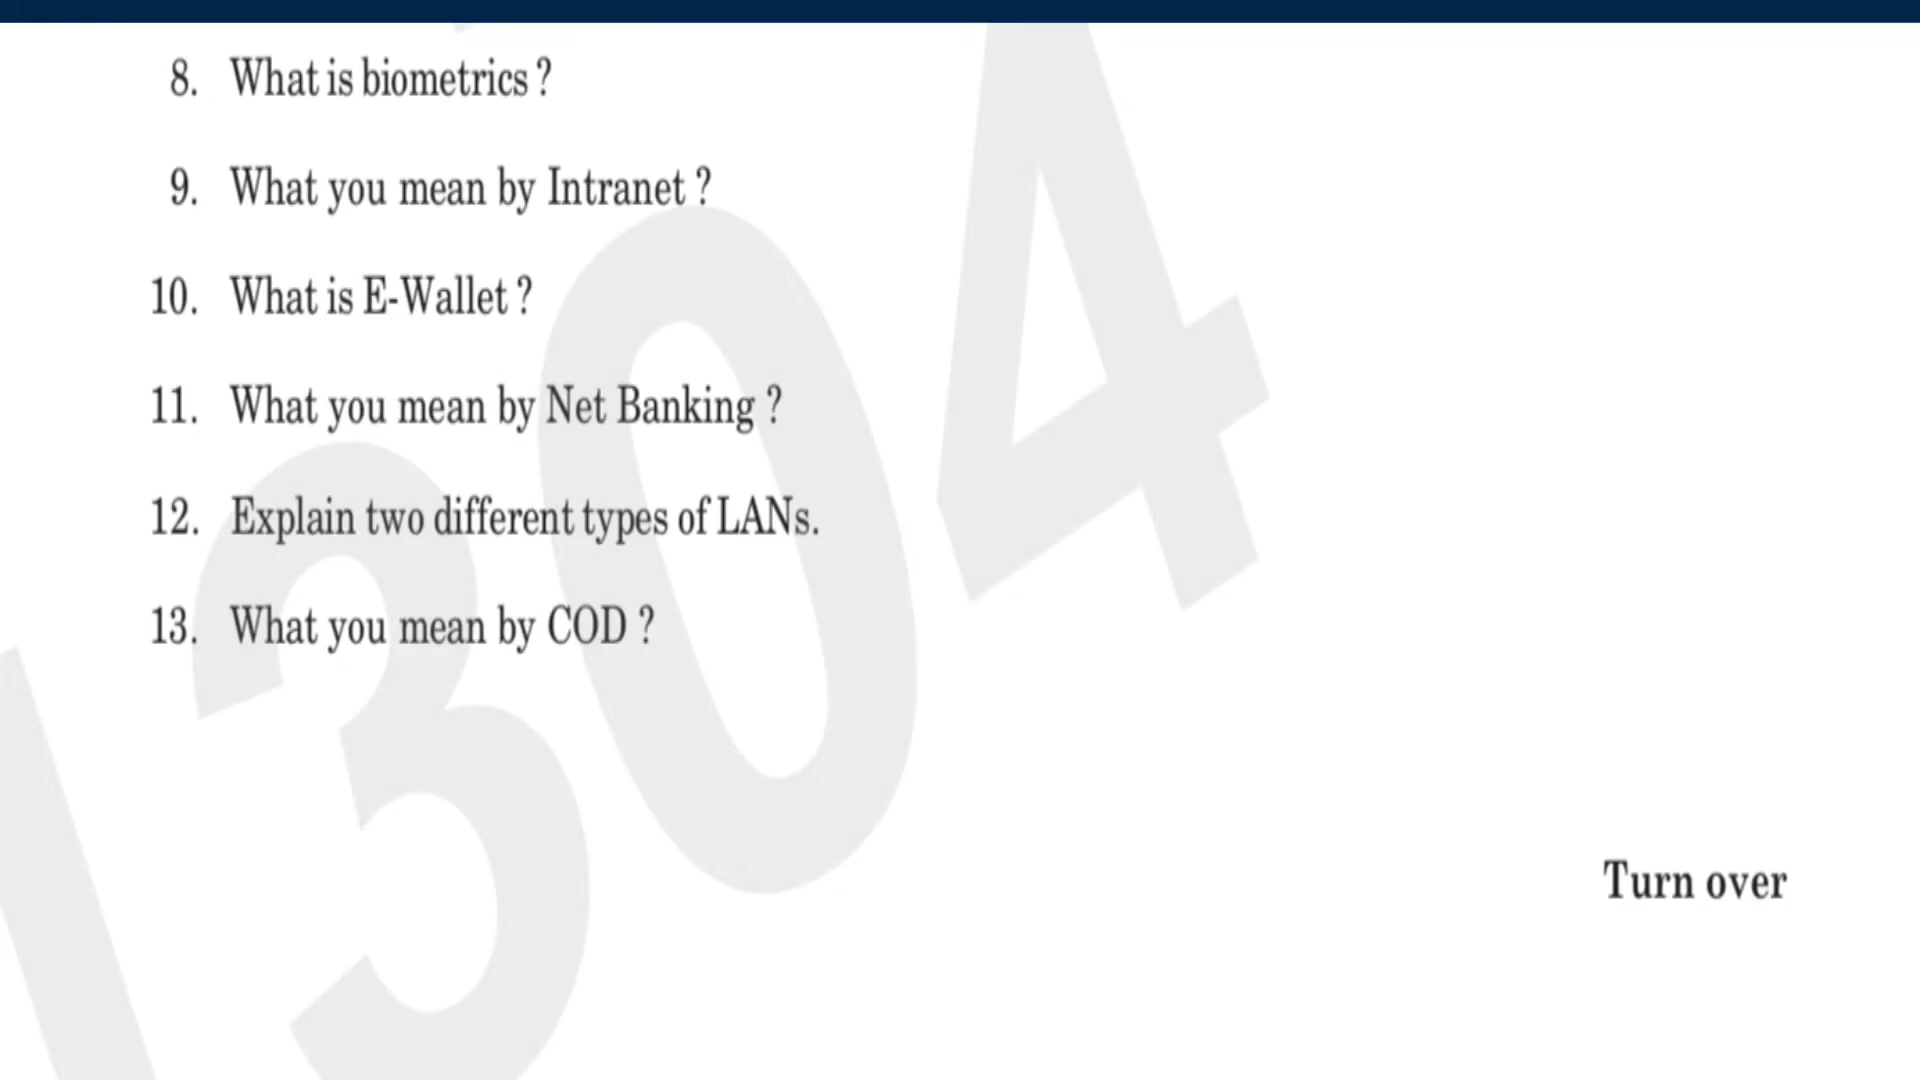 8. What is biometrics ?
9. What you mean by Intranet ?
10. What is E-Wallet ?
11. What you mean by Net Banking ?
12. Explain two different types of LANs.
13. What you mean by COD ?
Turn over
1304